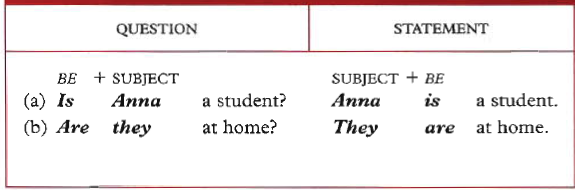 QUESTION STATEMENT
BE + SUBJECT SUBJECT + BE
(a) Is Anna a student? Anna is a student.
(b) Are they at home? They are at home.